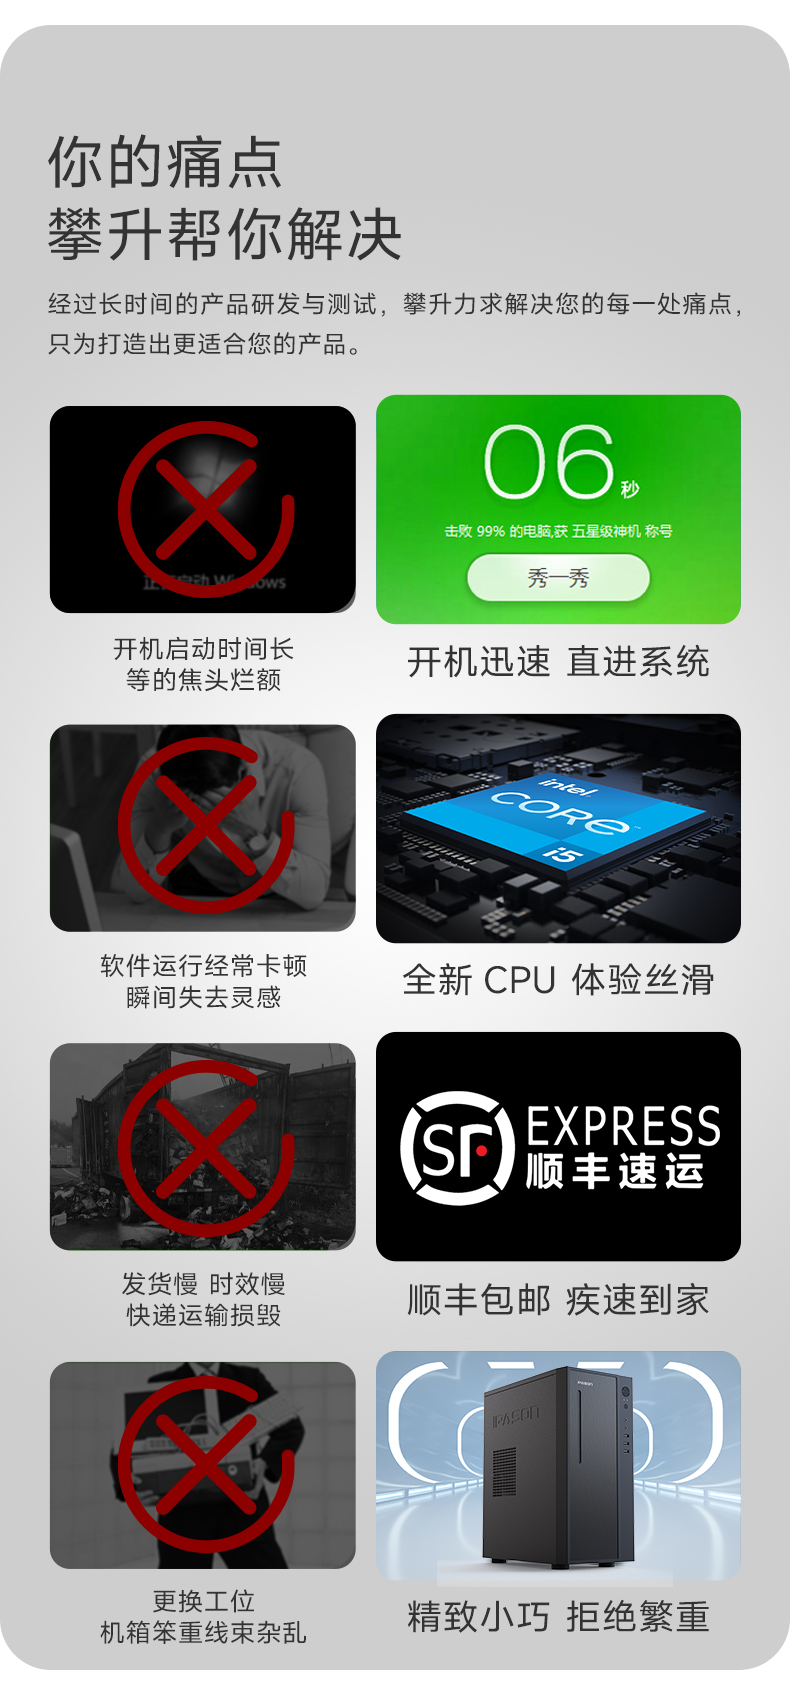 你的痛点
攀升帮你解决
经过长时间的产品研发与测试，攀升力求解决您的每一处痛点，
只为打造出更适合您的产品。
正在启动 Windows
06秒
击败 99% 的电脑,获 五星级神机 称号
秀一秀
开机启动时间长
等的焦头烂额
开机迅速 直进系统
intel.
CORE™
i5
软件运行经常卡顿
瞬间失去灵感
全新 CPU 体验丝滑
SF EXPRESS
顺丰速运
发货慢 时效慢
快递运输损毁
顺丰包邮 疾速到家
IPASON
IPASON
更换工位
机箱笨重线束杂乱
精致小巧 拒绝繁重